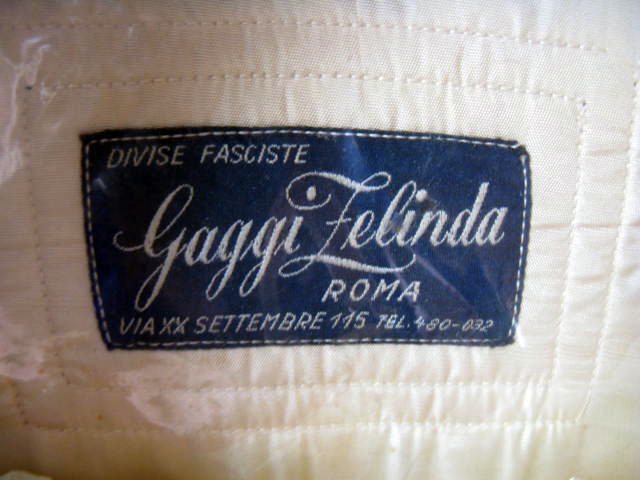 DIVISE FASCISTE
Gaggi Zelinda
ROMA
VIA XX SETTEMBRE 115 TEL. 480-032